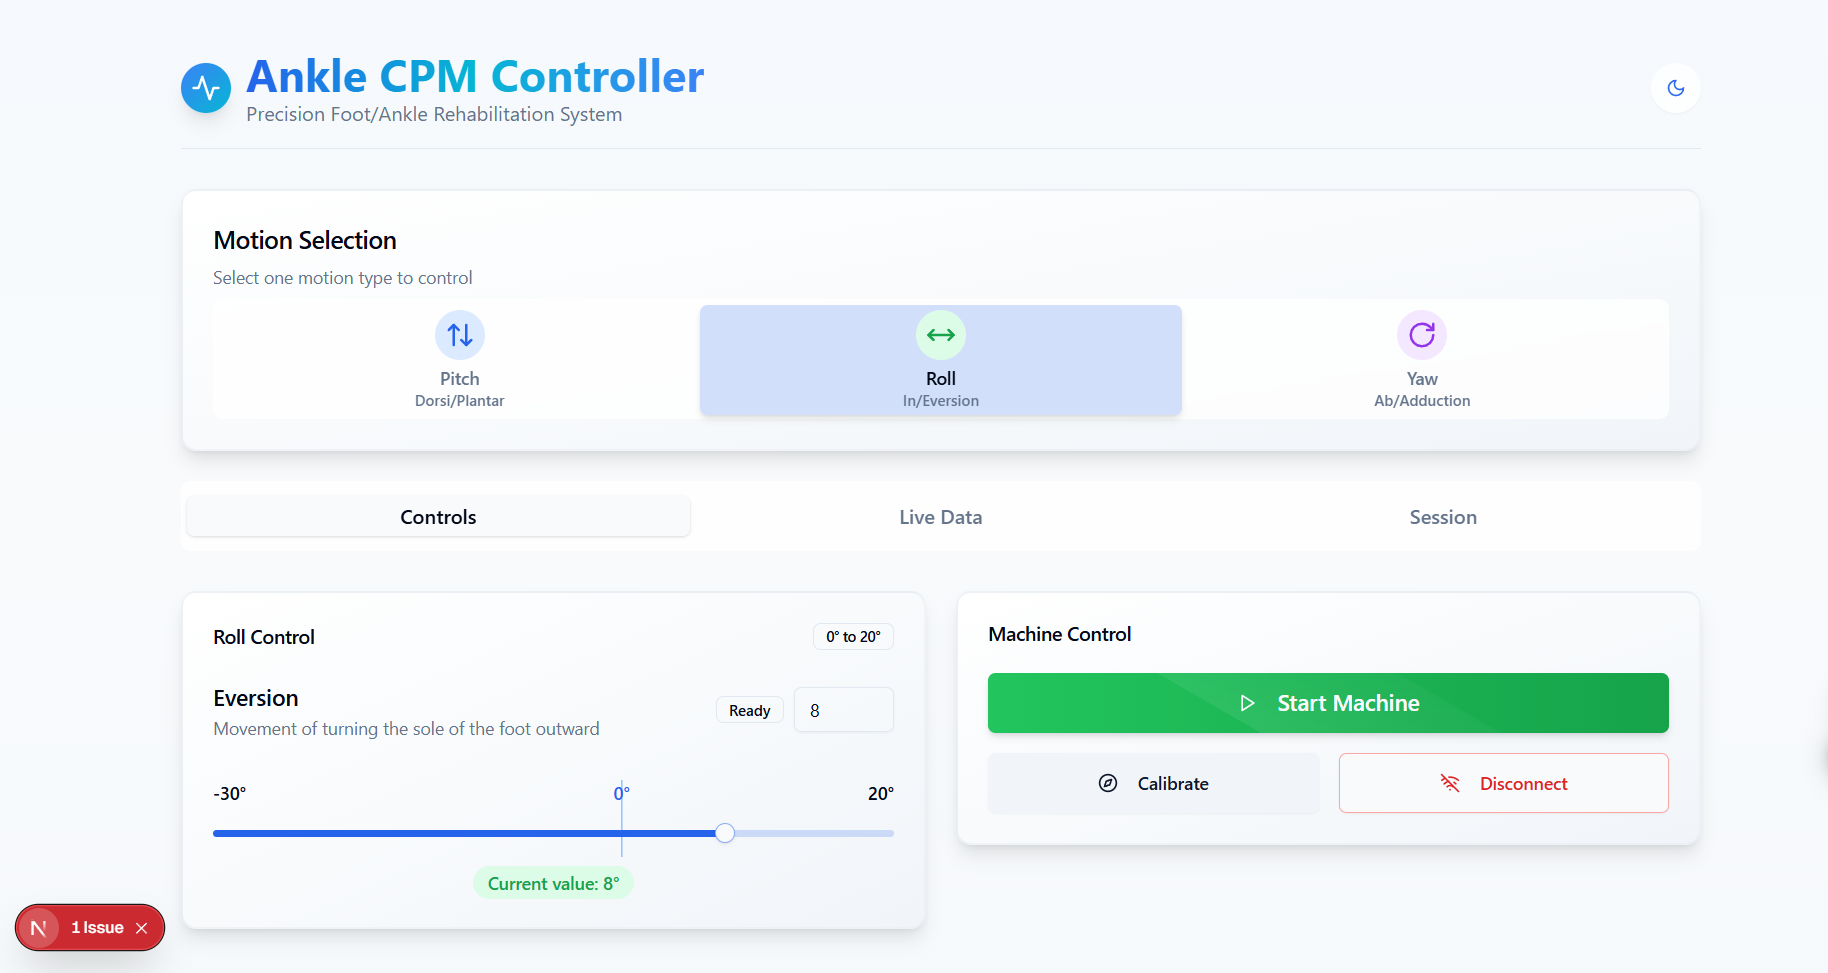 Ankle CPM Controller
Precision Foot/Ankle Rehabilitation System
Motion Selection
Select one motion type to control
Pitch
Dorsi/Plantar
Roll
In/Eversion
Yaw
Ab/Adduction
Controls
Live Data
Session
Roll Control
0° to 20°
Eversion
Movement of turning the sole of the foot outward
Ready
8
-30°
0°
20°
Current value: 8°
Machine Control
Start Machine
Calibrate
Disconnect
N
1 Issue